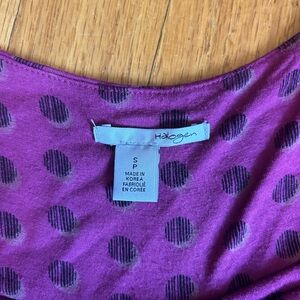 Halogen
S
P
MADE IN
KOREA
FABRIQUÉ
EN CORÉE